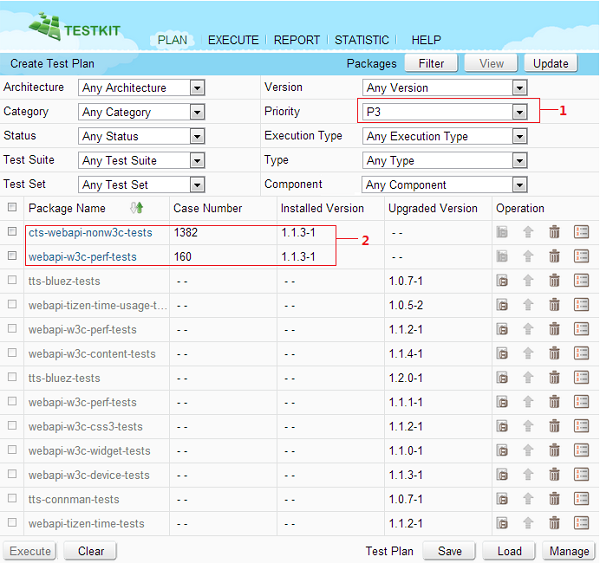 TESTKIT
PLAN EXECUTE REPORT STATISTIC HELP
Create Test Plan Packages Filter View Update
Architecture Any Architecture Version Any Version
Category Any Category Priority P3 1
Status Any Status Execution Type Any Execution Type
Test Suite Any Test Suite Type Any Type
Test Set Any Test Set Component Any Component
Package Name Case Number Installed Version Upgraded Version Operation
cts-webapi-nonw3c-tests 1382 1.1.3-1 - - 2
webapi-w3c-perf-tests 160 1.1.3-1 - -
tts-bluez-tests - - - - 1.0.7-1
webapi-tizen-time-usage-t... - - - - 1.0.5-2
webapi-w3c-perf-tests - - - - 1.1.2-1
webapi-w3c-content-tests - - - - 1.1.4-1
tts-bluez-tests - - - - 1.2.0-1
webapi-w3c-perf-tests - - - - 1.1.1-1
webapi-w3c-css3-tests - - - - 1.1.2-1
webapi-w3c-widget-tests - - - - 1.1.0-1
webapi-w3c-device-tests - - - - 1.1.3-1
tts-connman-tests - - - - 1.0.7-1
webapi-tizen-time-tests - - - - 1.1.2-1
Execute Clear Test Plan Save Load Manage